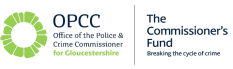 OPCC
Office of the Police &
Crime Commissioner
for Gloucestershire
The
Commissioner's
Fund
Breaking the cycle of crime